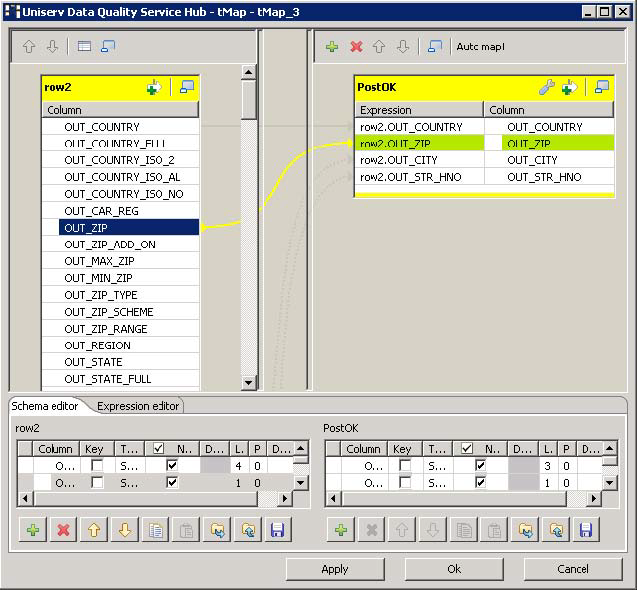 Uniserv Data Quality Service Hub - tMap - tMap_3
Auto map!
row2
Column
OUT_COUNTRY
OUT_COUNTRY_FULL
OUT_COUNTRY_ISO_2
OUT_COUNTRY_ISO_AL
OUT_COUNTRY_ISO_NO
OUT_CAR_REG
OUT_ZIP
OUT_ZIP_ADD_ON
OUT_MAX_ZIP
OUT_MIN_ZIP
OUT_ZIP_TYPE
OUT_ZIP_SCHEME
OUT_ZIP_RANGE
OUT_REGION
OUT_STATE
OUT_STATE_FULL
PostOK
Expression Column
row2.OUT_COUNTRY OUT_COUNTRY
row2.OUT_ZIP OUT_ZIP
row2.OUT_CITY OUT_CITY
row2.OUT_STR_HNO OUT_STR_HNO
Schema editor Expression editor
row2
Column Key T... N.. D... L. P D...
O... S... 4 0
O... S... 1 0
PostOK
Column Key T... N.. D... L. P D...
O... S... 3 0
O... S... 1 0
Apply Ok Cancel